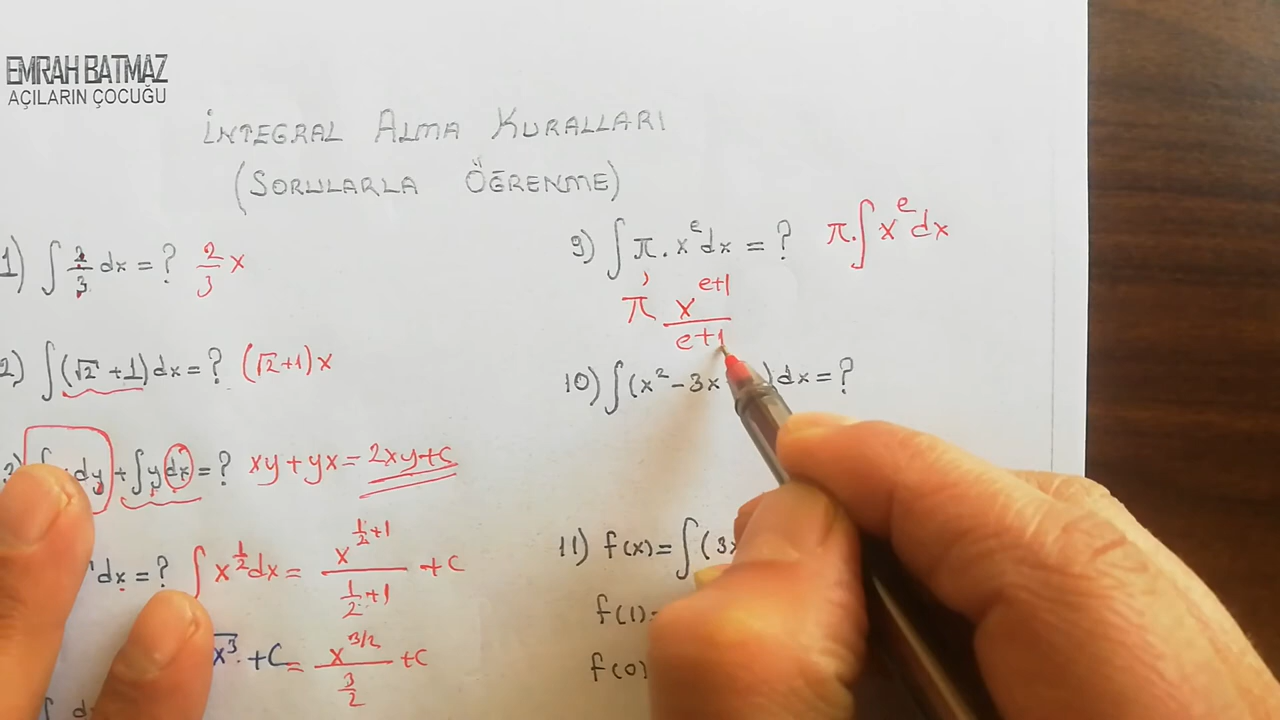 EMRAH BATMAZ
AÇILARIN ÇOCUĞU
İNTEGRAL ALMA KURALLARI
(SORULARLA ÖĞRENME)
1) ∫ 2/3 dx = ? 2/3 x
2) ∫(√2 + 1)dx = ? (√2+1)x
dy + ∫y dx = ? xy + yx = 2xy+c
dx = ? ∫ x^(1/2) dx = x^(1/2+1)/(1/2+1) + c
x³ + C = x^(3/2)/(3/2) + c
9) ∫ π . x^e dx = ? π.∫ x^e dx
π x^(e+1)/(e+1)
10) ∫(x² - 3x )dx = ?
11) f(x) = ∫(3x
f(1)=
f(0)